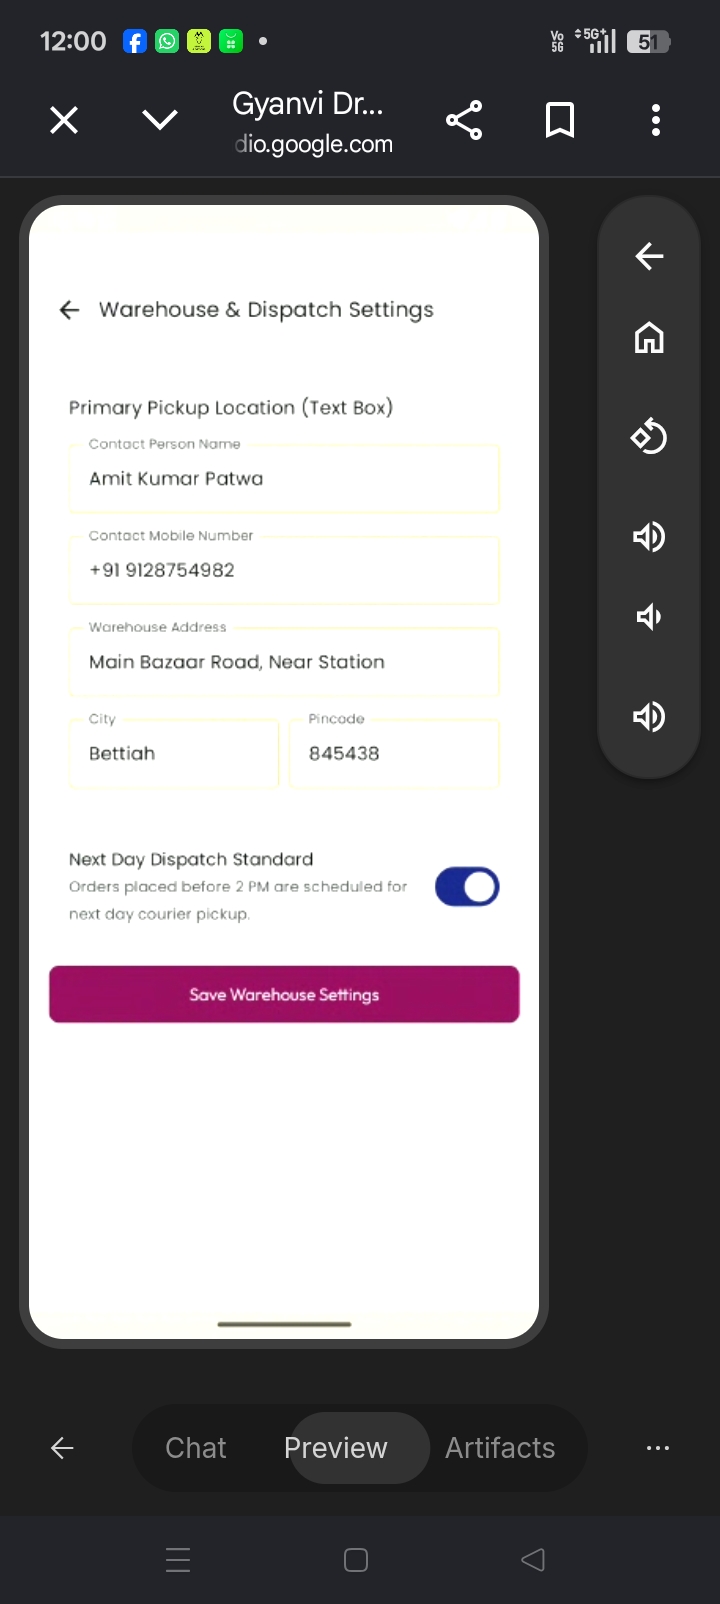 12:00
Vo
5G
5G+
51
Gyanvi Dr...
dio.google.com
Warehouse & Dispatch Settings
Primary Pickup Location (Text Box)
Contact Person Name
Amit Kumar Patwa
Contact Mobile Number
+91 9128754982
Warehouse Address
Main Bazaar Road, Near Station
City
Pincode
Bettiah
845438
Next Day Dispatch Standard
Orders placed before 2 PM are scheduled for
next day courier pickup.
Save Warehouse Settings
Chat
Preview
Artifacts